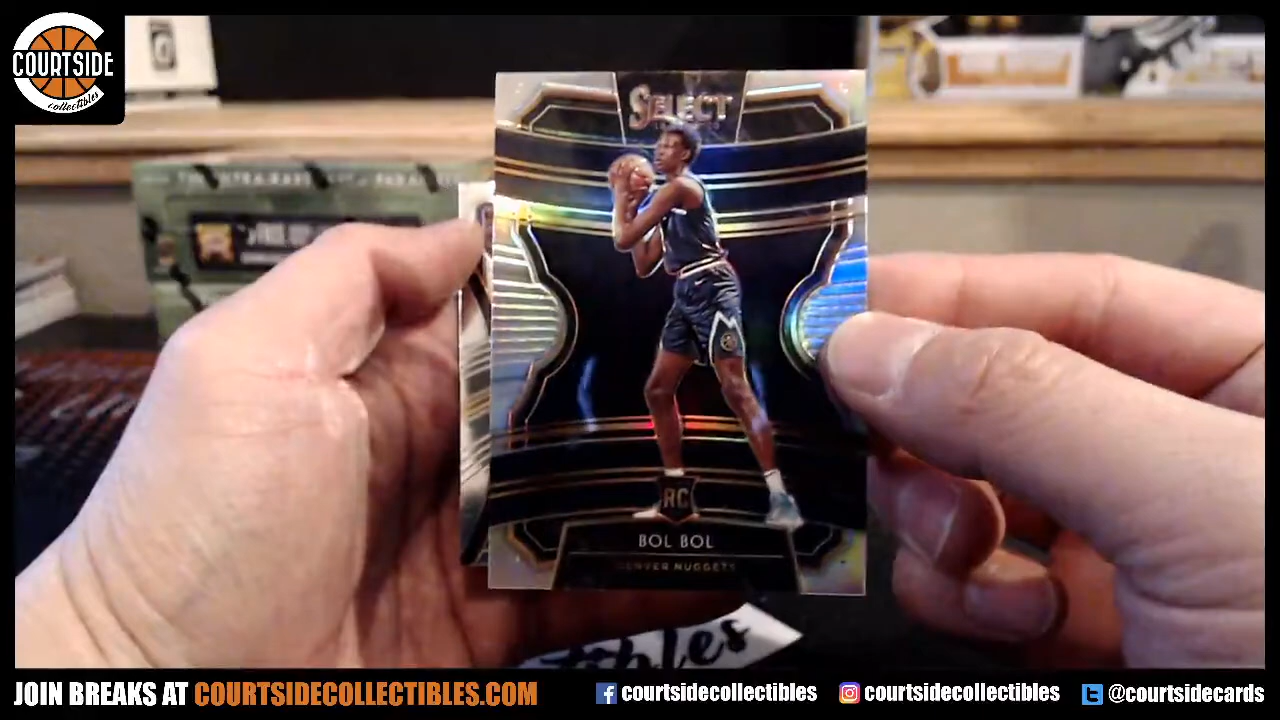 COURTSIDE
collectibles
SELECT
RC
BOL BOL
DENVER NUGGETS
JOIN BREAKS AT COURTSIDECOLLECTIBLES.COM
courtsidecollectibles
courtsidecollectibles
@courtsidecards